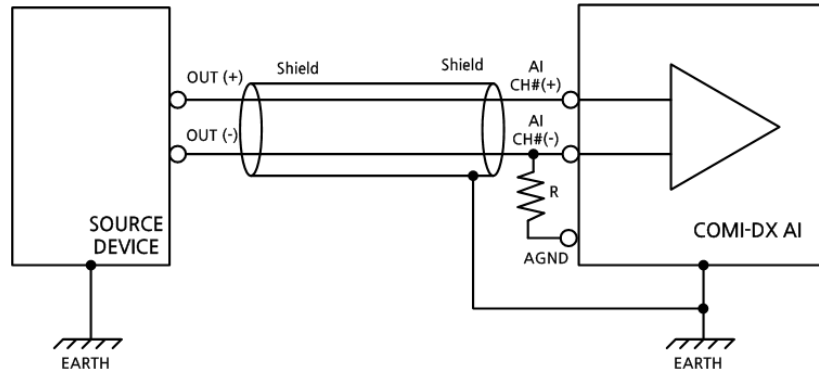 OUT (+)
Shield
Shield
AI
CH#(+)
OUT (-)
AI
CH#(-)
R
SOURCE
DEVICE
COMI-DX AI
AGND
EARTH
EARTH